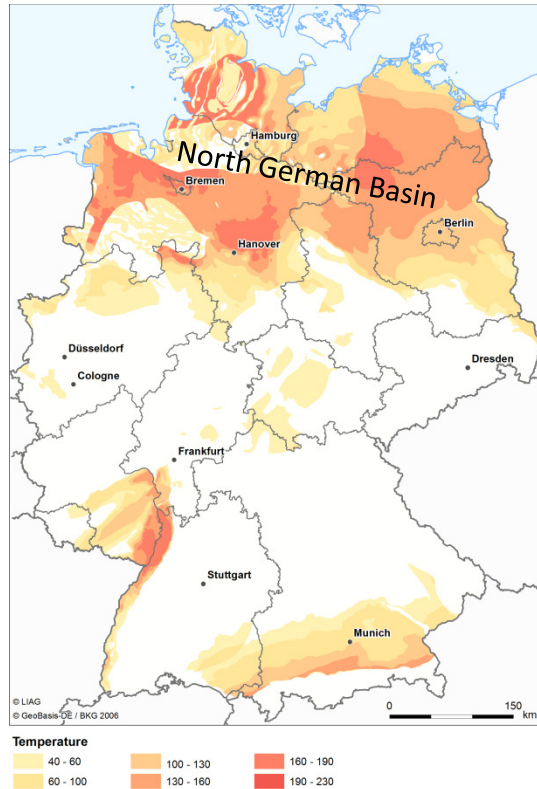 Hamburg
North German Basin
Bremen
Berlin
Hanover
Düsseldorf
Cologne
Dresden
Frankfurt
Stuttgart
Munich
© LIAG
© GeoBasis-DE / BKG 2006
0 150
km
Temperature
40 - 60 100 - 130 160 - 190
60 - 100 130 - 160 190 - 230